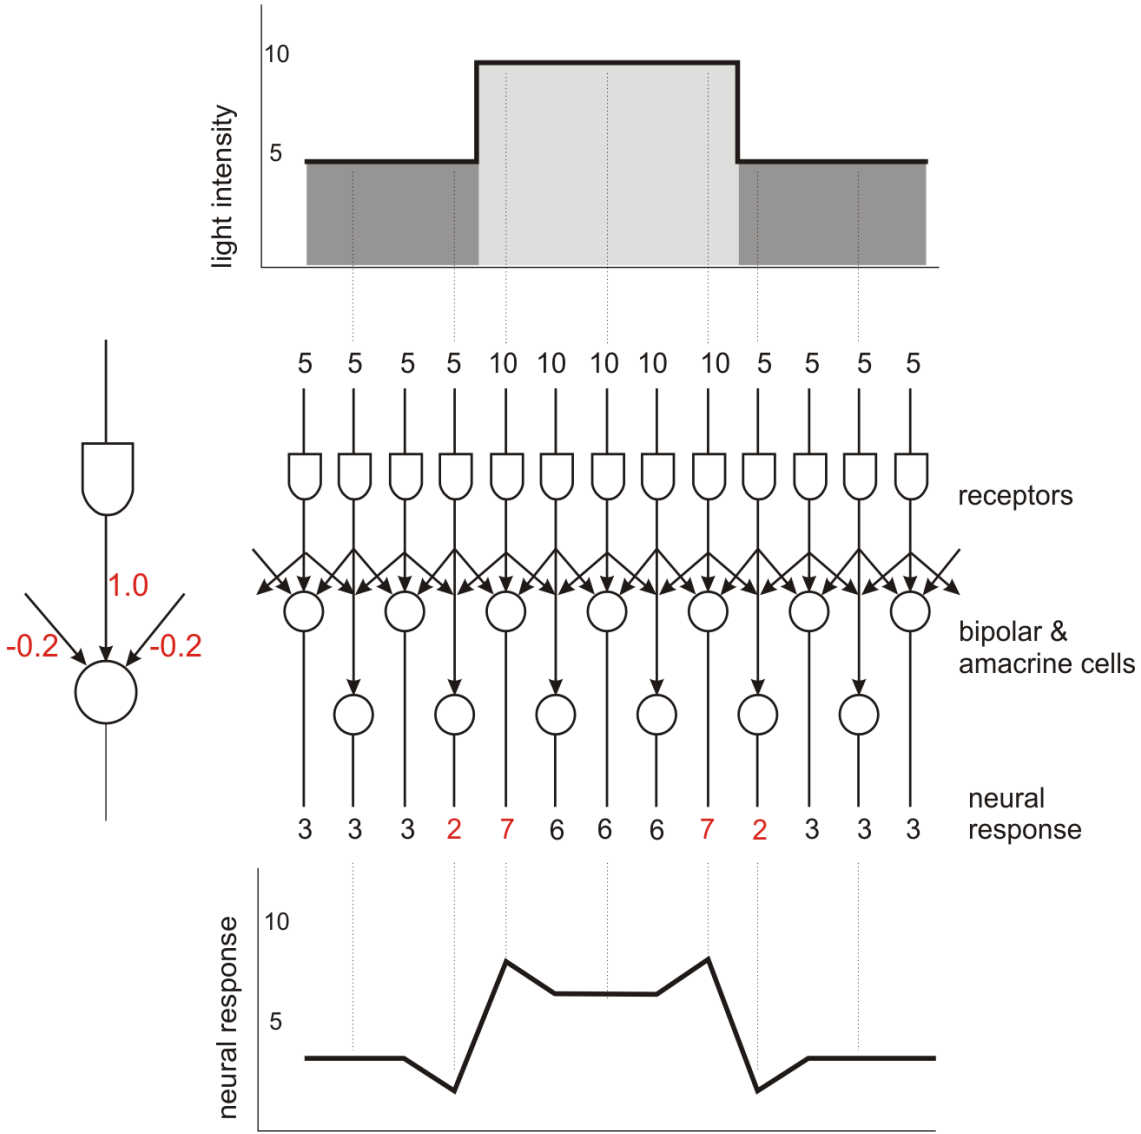 10
5
light intensity
5 5 5 5 10 10 10 10 10 5 5 5 5
receptors
1.0
-0.2 -0.2
bipolar &
amacrine cells
neural
response
3 3 3 2 7 6 6 6 7 2 3 3 3
10
5
neural response